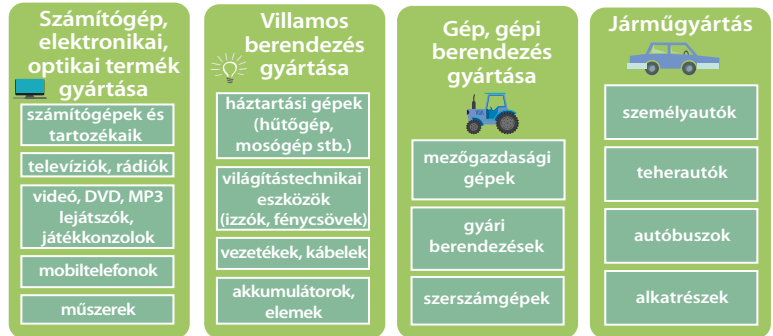 Számítógép,
elektronikai,
optikai termék
gyártása
számítógépek és
tartozékaik
televíziók, rádiók
videó, DVD, MP3
lejátszók,
játékkonzolok
mobiltelefonok
műszerek
Villamos
berendezés
gyártása
háztartási gépek
(hűtőgép,
mosógép stb.)
világítástechnikai
eszközök
(izzók, fénycsövek)
vezetékek, kábelek
akkumulátorok,
elemek
Gép, gépi
berendezés
gyártása
mezőgazdasági
gépek
gyári
berendezések
szerszámgépek
Járműgyártás
személyautók
teherautók
autóbuszok
alkatrészek